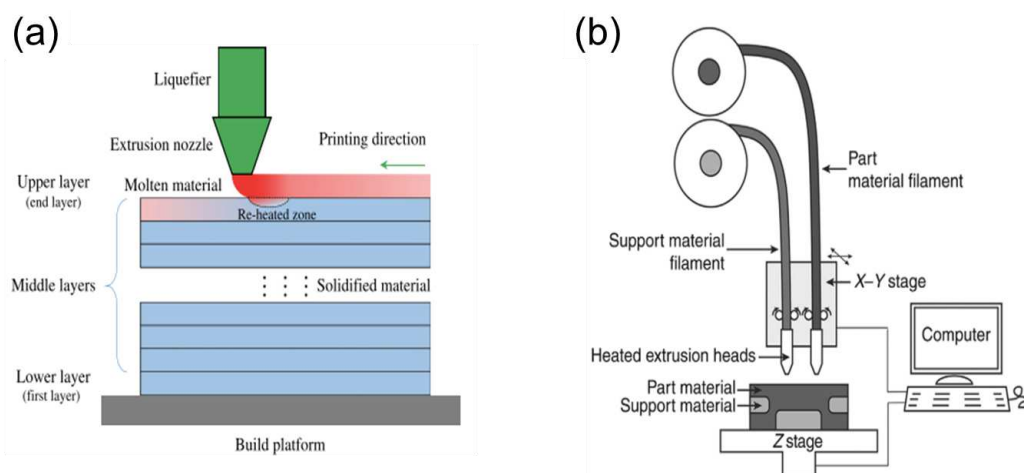 (a)
Liquefier
Extrusion nozzle
Printing direction
Upper layer
(end layer)
Molten material
Re-heated zone
Middle layers
Solidified material
Lower layer
(first layer)
Build platform
(b)
Part
material filament
Support material
filament
X–Y stage
Computer
Heated extrusion heads
Part material
Support material
Z stage